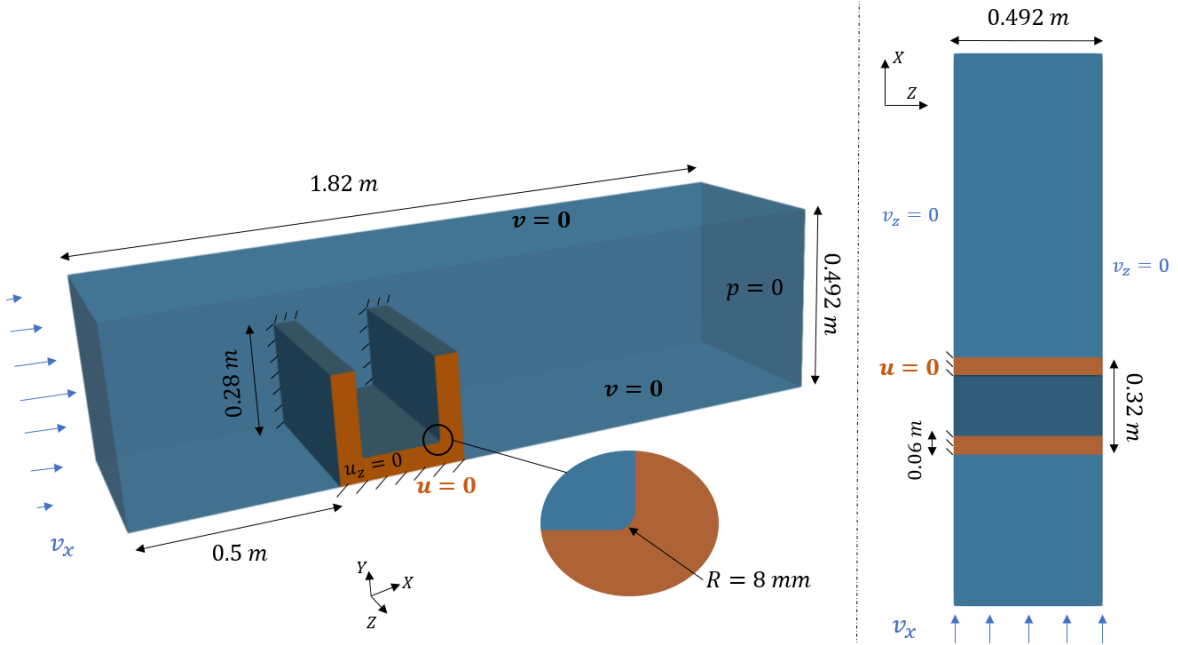 1.82 m
v = 0
0.492 m
p = 0
0.28 m
v = 0
u_z = 0
u = 0
0.5 m
v_x
Y
X
Z
R = 8 mm
0.492 m
X
Z
v_z = 0
v_z = 0
u = 0
0.32 m
0.06 m
v_x